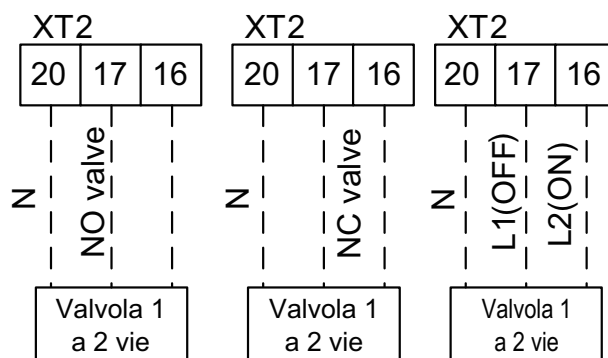 XT2
20 17 16
N
NO valve
Valvola 1
a 2 vie
XT2
20 17 16
N
NC valve
Valvola 1
a 2 vie
XT2
20 17 16
N
L1(OFF)
L2(ON)
Valvola 1
a 2 vie